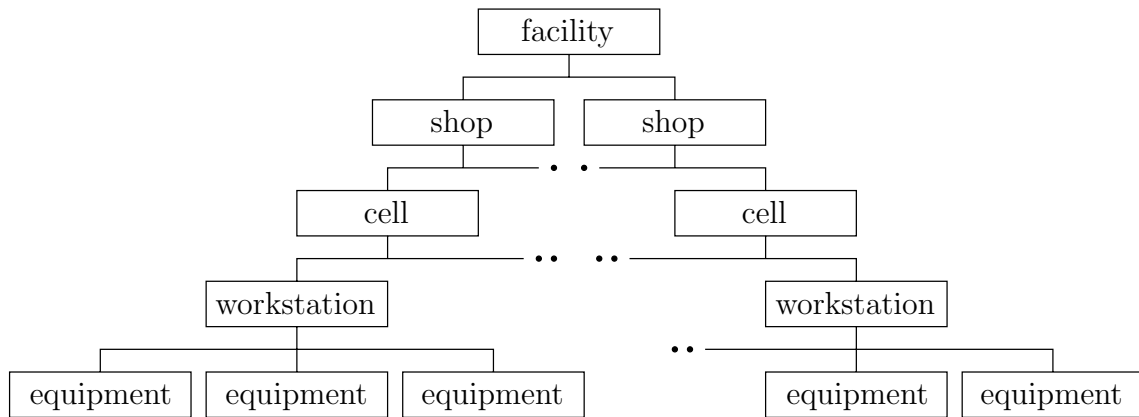 facility
shop shop
cell cell
workstation workstation
equipment equipment equipment equipment equipment